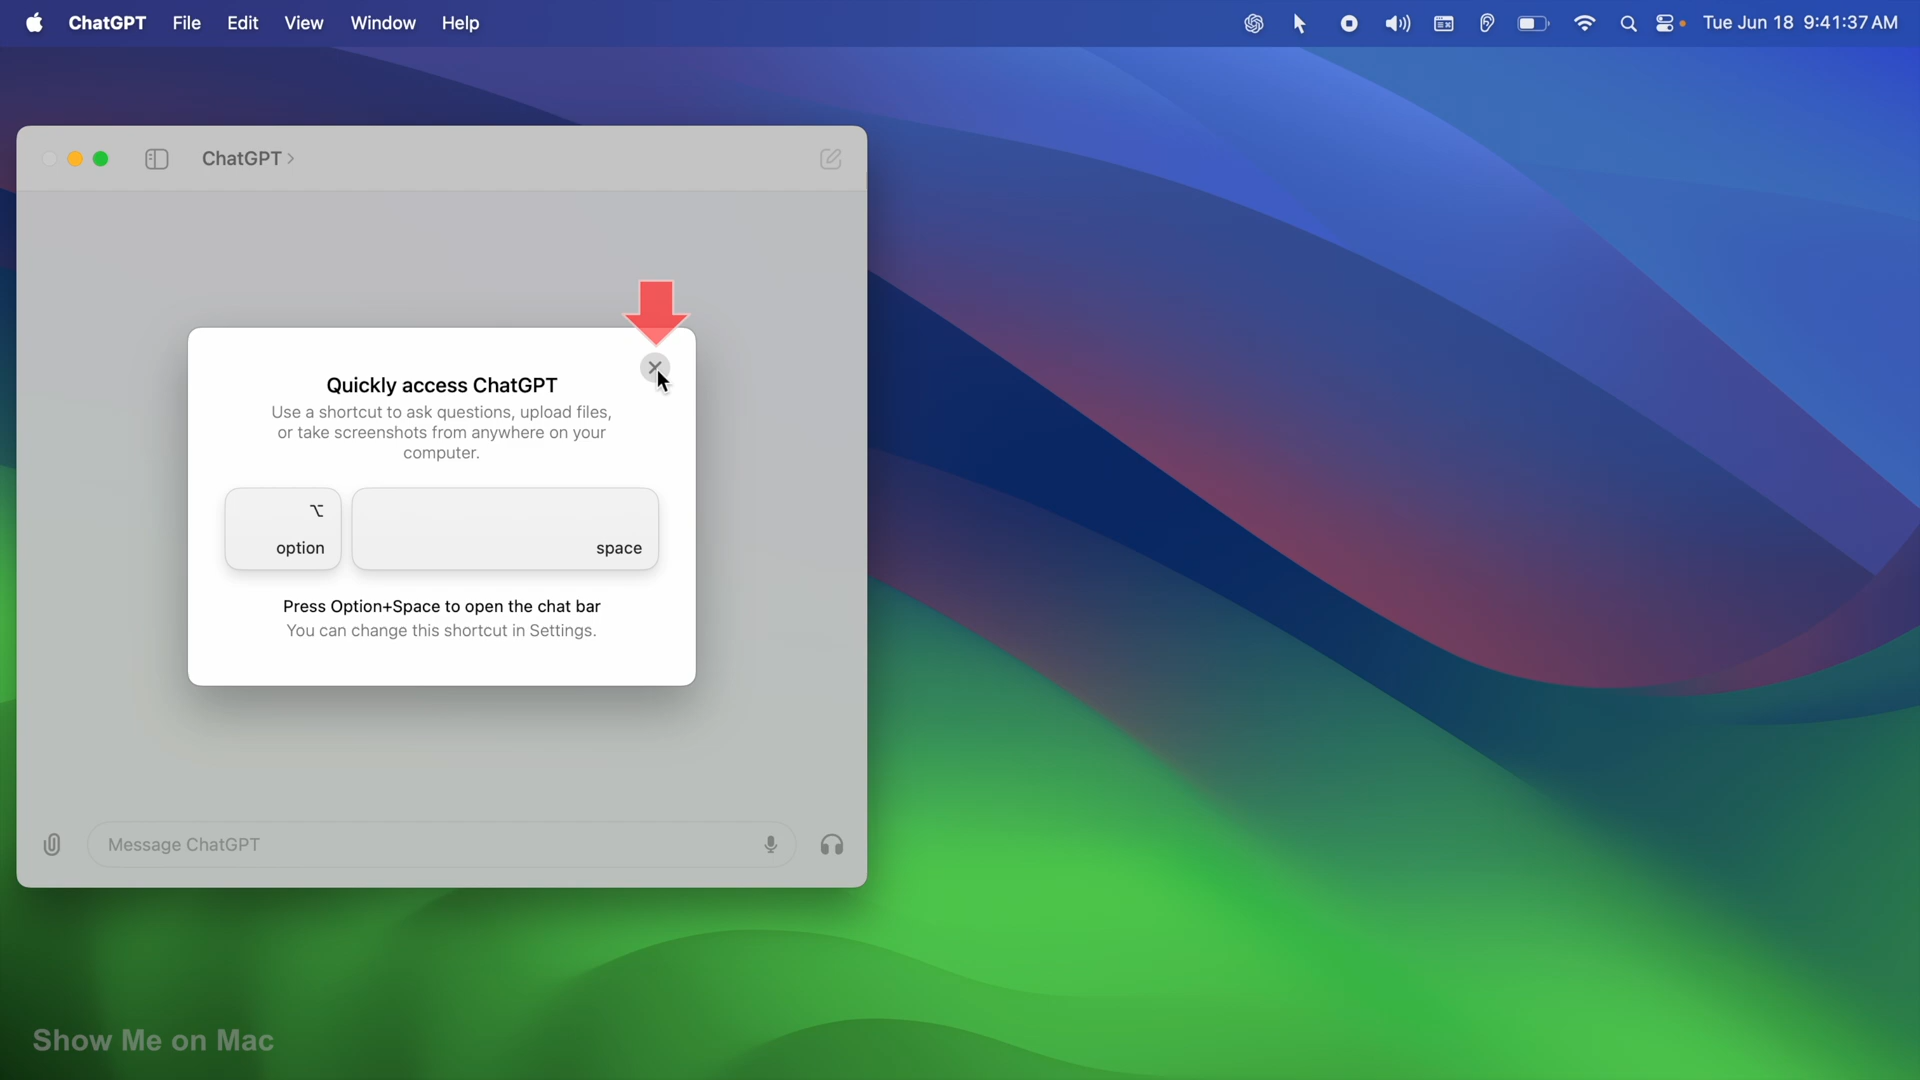 ChatGPT File Edit View Window Help Tue Jun 18 9:41:37 AM
ChatGPT >
Quickly access ChatGPT
Use a shortcut to ask questions, upload files,
or take screenshots from anywhere on your
computer.
⌥
option space
Press Option+Space to open the chat bar
You can change this shortcut in Settings.
Message ChatGPT
Show Me on Mac